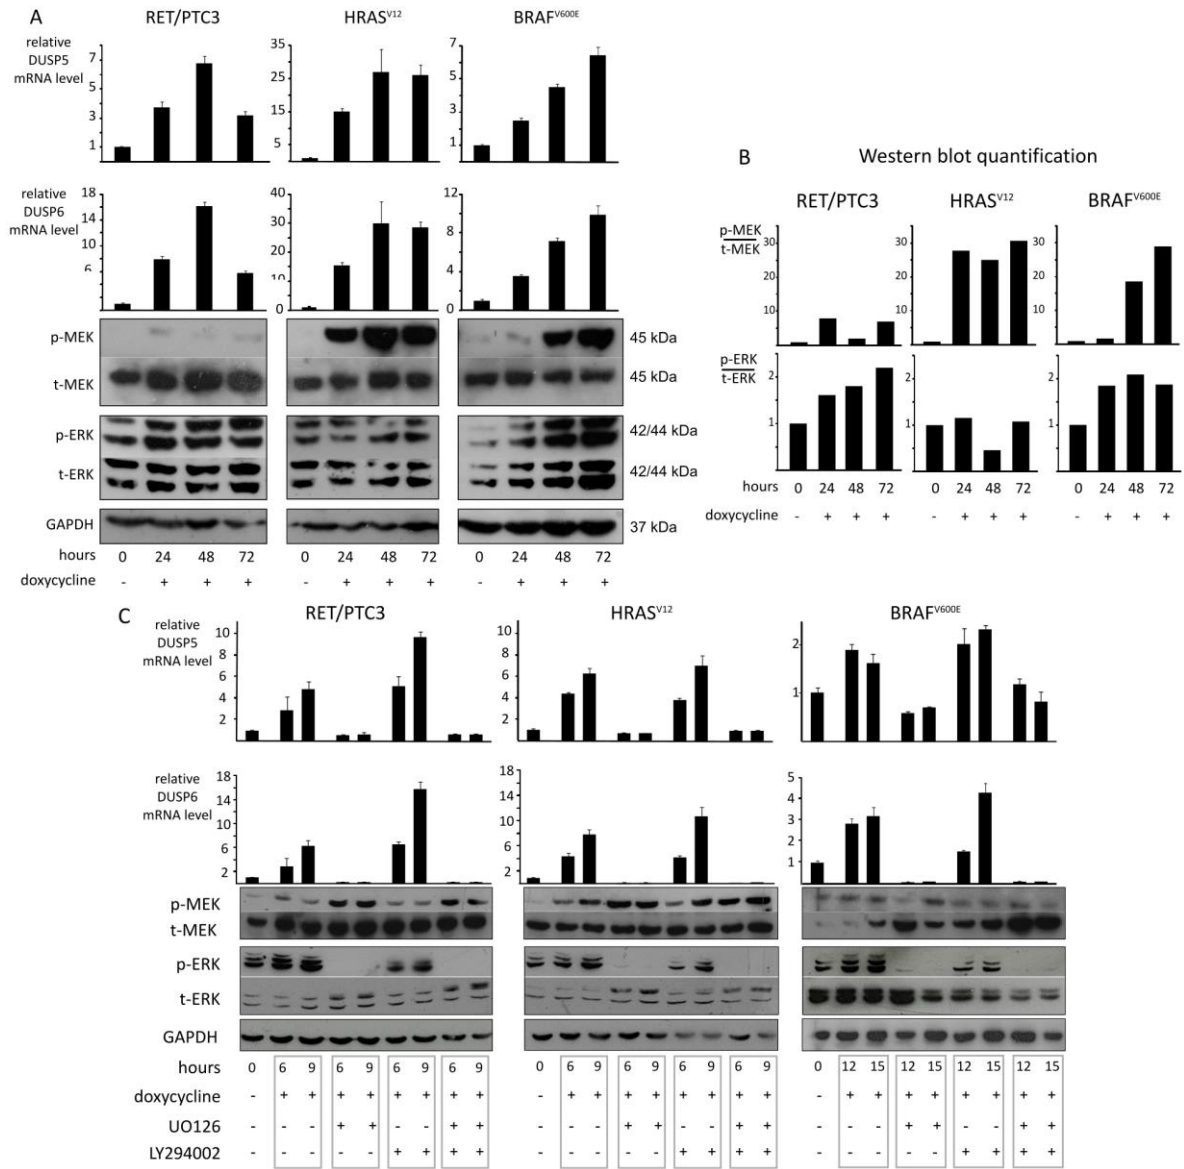 A
RET/PTC3 HRASV12 BRAFV600E
relative
DUSP5
mRNA level
7
5
3
1
35
25
15
5
7
5
3
1
relative
DUSP6
mRNA level
18
14
10
6
40
30
20
10
0
12
8
4
0
p-MEK 45 kDa
t-MEK 45 kDa
p-ERK 42/44 kDa
t-ERK 42/44 kDa
GAPDH 37 kDa
hours 0 24 48 72 0 24 48 72 0 24 48 72
doxycycline - + + + - + + + - + + +
B
Western blot quantification
RET/PTC3 HRASV12 BRAFV600E
p-MEK
t-MEK
30
20
10
30
20
10
30
20
10
p-ERK
t-ERK
2
1
2
1
2
1
hours 0 24 48 72 0 24 48 72 0 24 48 72
doxycycline - + + + - + + + - + + +
C
RET/PTC3 HRASV12 BRAFV600E
relative
DUSP5
mRNA level
10
8
6
4
2
10
8
6
4
2
0
2
1
relative
DUSP6
mRNA level
18
14
10
6
2
18
14
10
6
2
0
5
4
3
2
1
p-MEK
t-MEK
p-ERK
t-ERK
GAPDH
hours 0 6 9 6 9 6 9 6 9 0 6 9 6 9 6 9 6 9 0 12 15 12 15 12 15 12 15
doxycycline - + + + + + + + + - + + + + + + + + - + + + + + + + +
UO126 - - - + + - - + + - - - + + - - + + - - - + + - - + +
LY294002 - - - - - + + + + - - - - - + + + + - - - - - + + + +